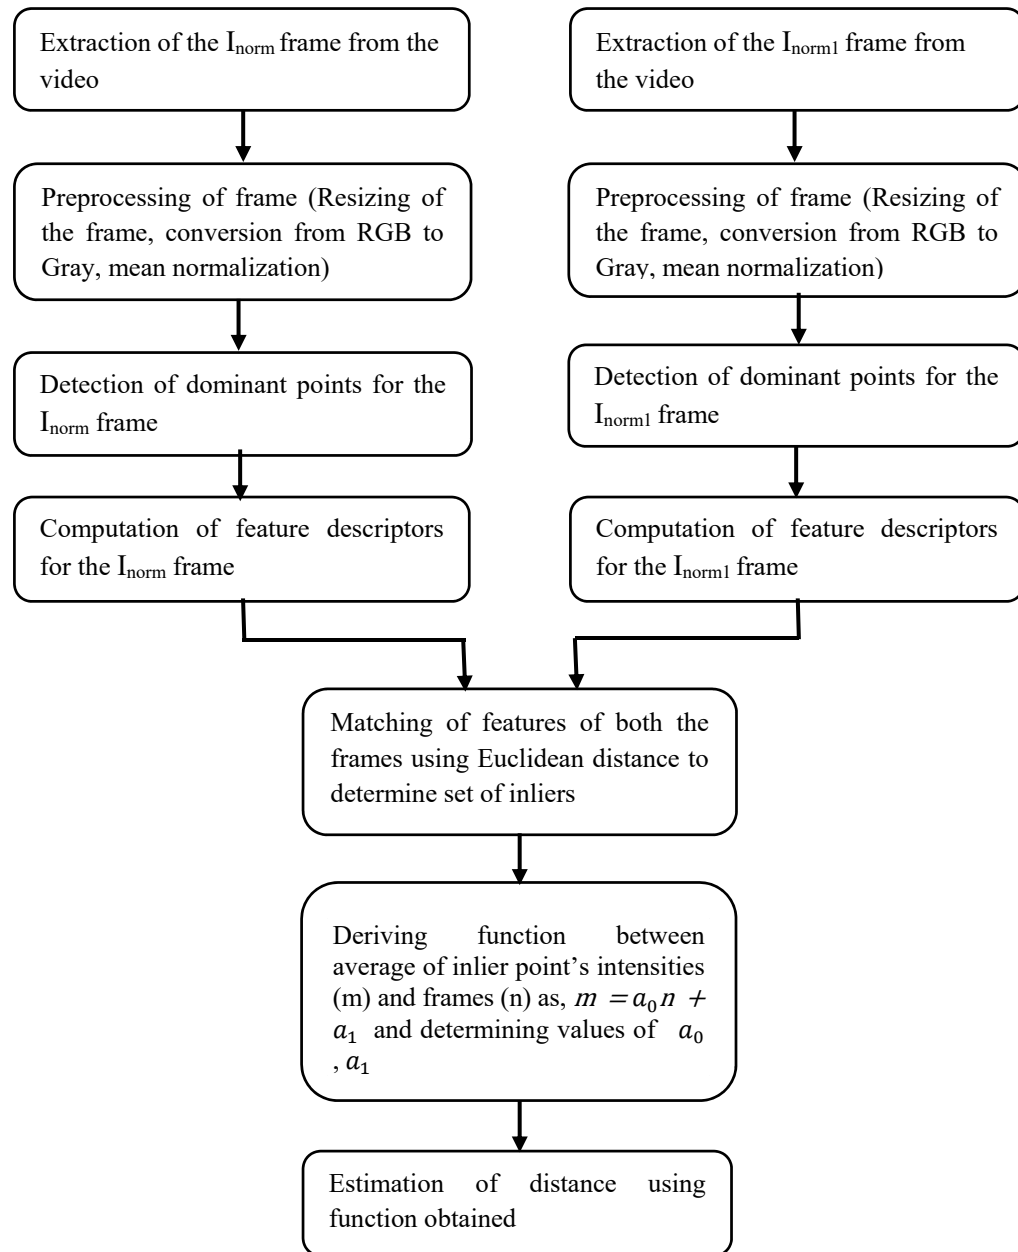 Extraction of the Inorm frame from the
video
Extraction of the Inorm1 frame from
the video
Preprocessing of frame (Resizing of
the frame, conversion from RGB to
Gray, mean normalization)
Preprocessing of frame (Resizing of
the frame, conversion from RGB to
Gray, mean normalization)
Detection of dominant points for the
Inorm frame
Detection of dominant points for the
Inorm1 frame
Computation of feature descriptors
for the Inorm frame
Computation of feature descriptors
for the Inorm1 frame
Matching of features of both the
frames using Euclidean distance to
determine set of inliers
Deriving function between
average of inlier point's intensities
(m) and frames (n) as, m = a₀n +
a₁ and determining values of a₀
, a₁
Estimation of distance using
function obtained